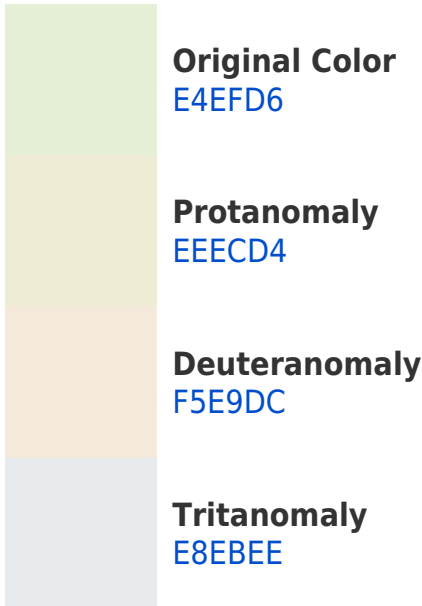 Original Color
E4EFD6
Protanomaly
EEECD4
Deuteranomaly
F5E9DC
Tritanomaly
E8EBEE